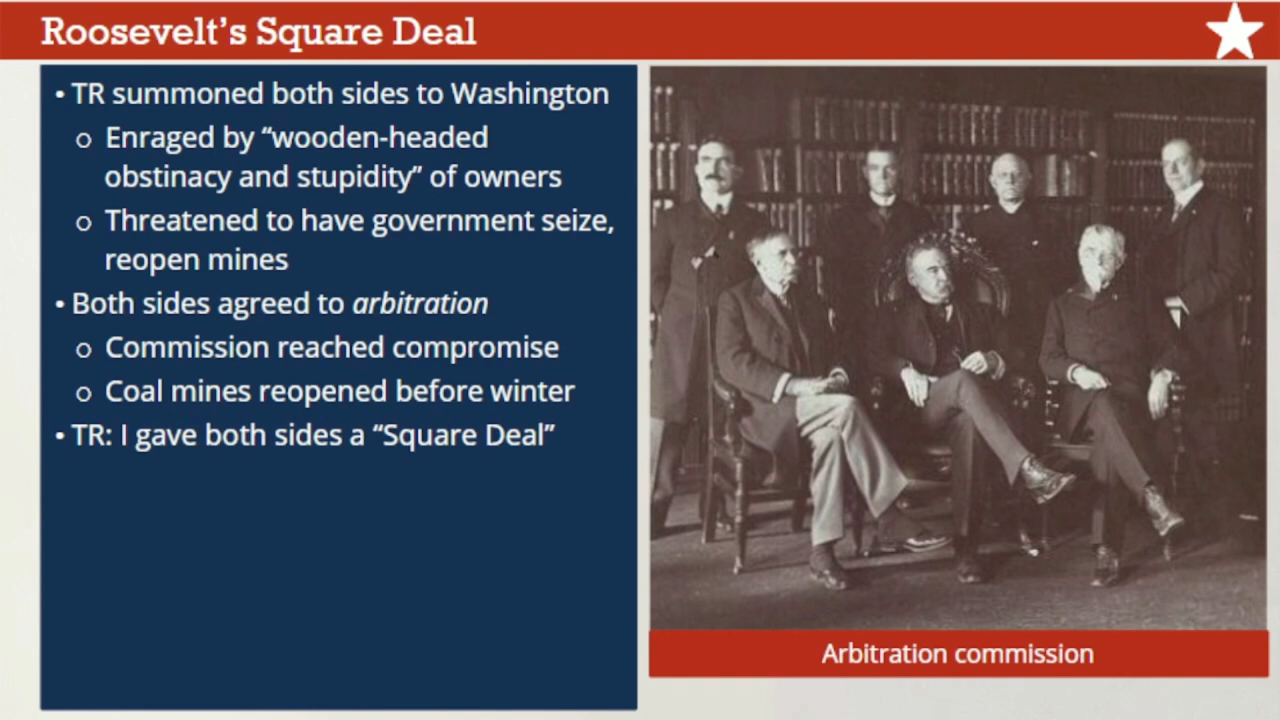 Roosevelt’s Square Deal
• TR summoned both sides to Washington
o Enraged by “wooden-headed
obstinacy and stupidity” of owners
o Threatened to have government seize,
reopen mines
• Both sides agreed to arbitration
o Commission reached compromise
o Coal mines reopened before winter
• TR: I gave both sides a “Square Deal”
Arbitration commission